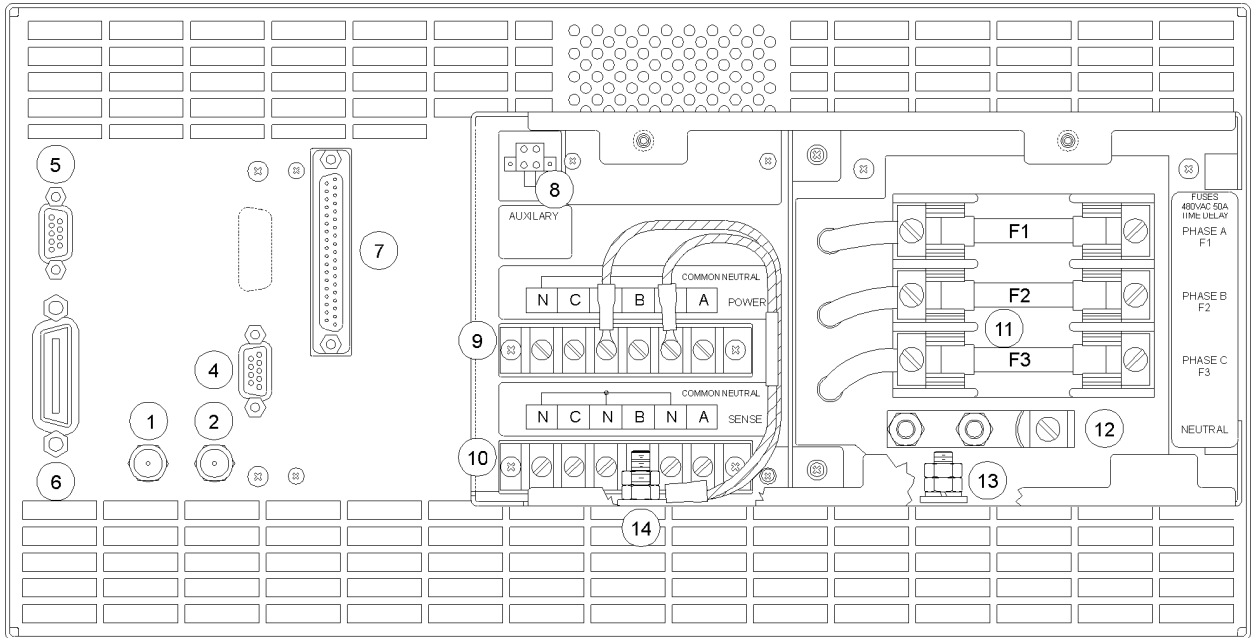 5
7
4
1
2
6
8
AUXILARY
COMMON NEUTRAL
N C B A POWER
9
COMMON NEUTRAL
N C N B N A SENSE
10
14
F1
F2
11
F3
12
13
FUSES
480VAC 50A
TIME DELAY
PHASE A
F1
PHASE B
F2
PHASE C
F3
NEUTRAL